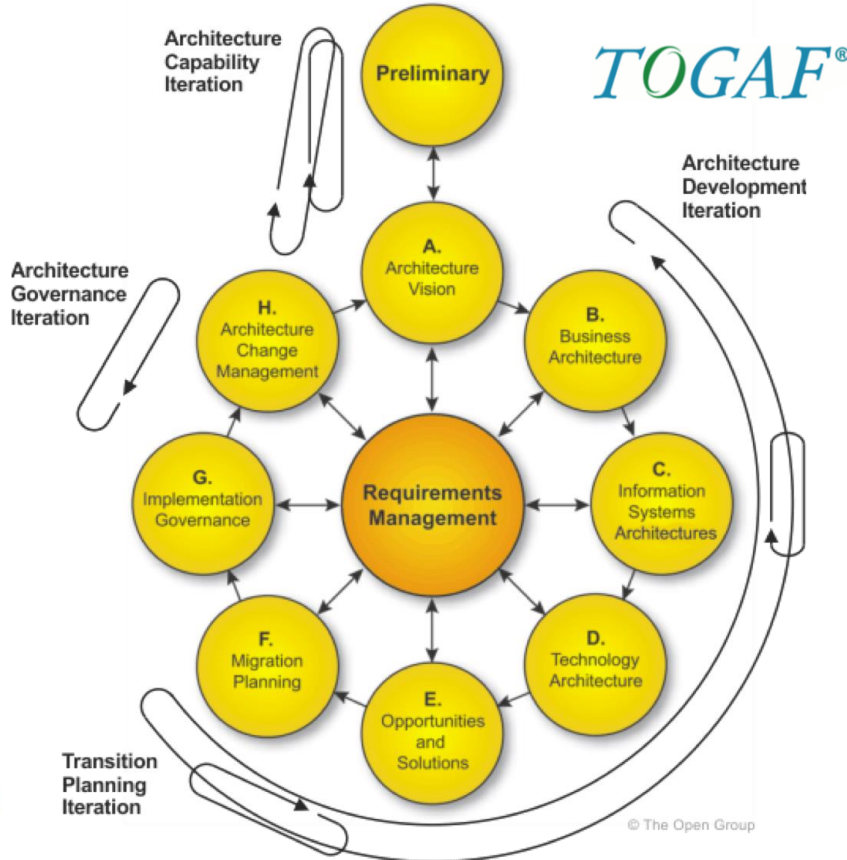 Architecture
Capability
Iteration
Preliminary
TOGAF®
Architecture
Development
Iteration
A.
Architecture
Vision
Architecture
Governance
Iteration
H.
Architecture
Change
Management
B.
Business
Architecture
G.
Implementation
Governance
Requirements
Management
C.
Information
Systems
Architectures
F.
Migration
Planning
D.
Technology
Architecture
E.
Opportunities
and
Solutions
Transition
Planning
Iteration
© The Open Group